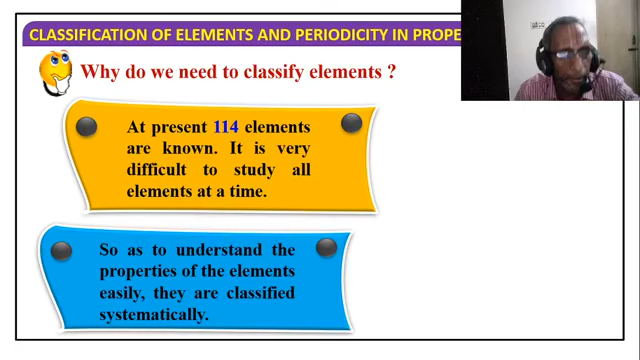 CLASSIFICATION OF ELEMENTS AND PERIODICITY IN PROPE
Why do we need to classify elements ?
At present 114 elements
are known. It is very
difficult to study all
elements at a time.
So as to understand the
properties of the elements
easily, they are classified
systematically.